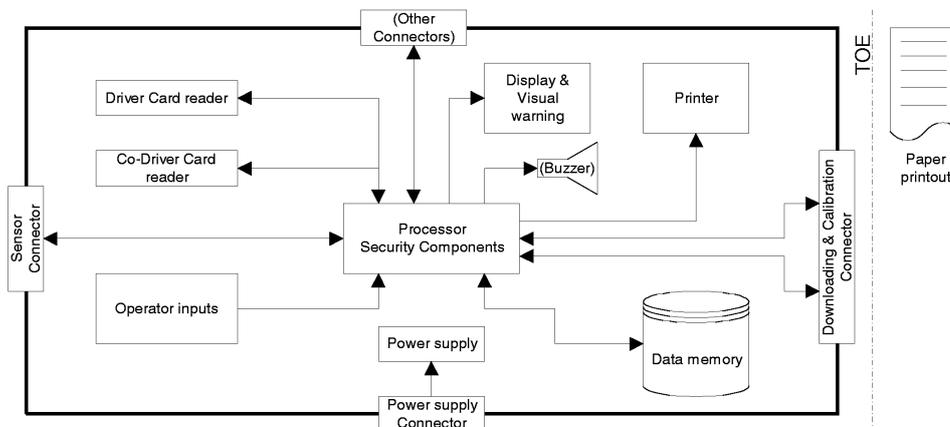 (Other
Connectors)
TOE
Driver Card reader
Display &
Visual
warning
Printer
Co-Driver Card
reader
(Buzzer)
Paper
printout
Sensor
Connector
Processor
Security Components
Downloading & Calibration
Connector
Operator inputs
Power supply
Data memory
Power supply
Connector